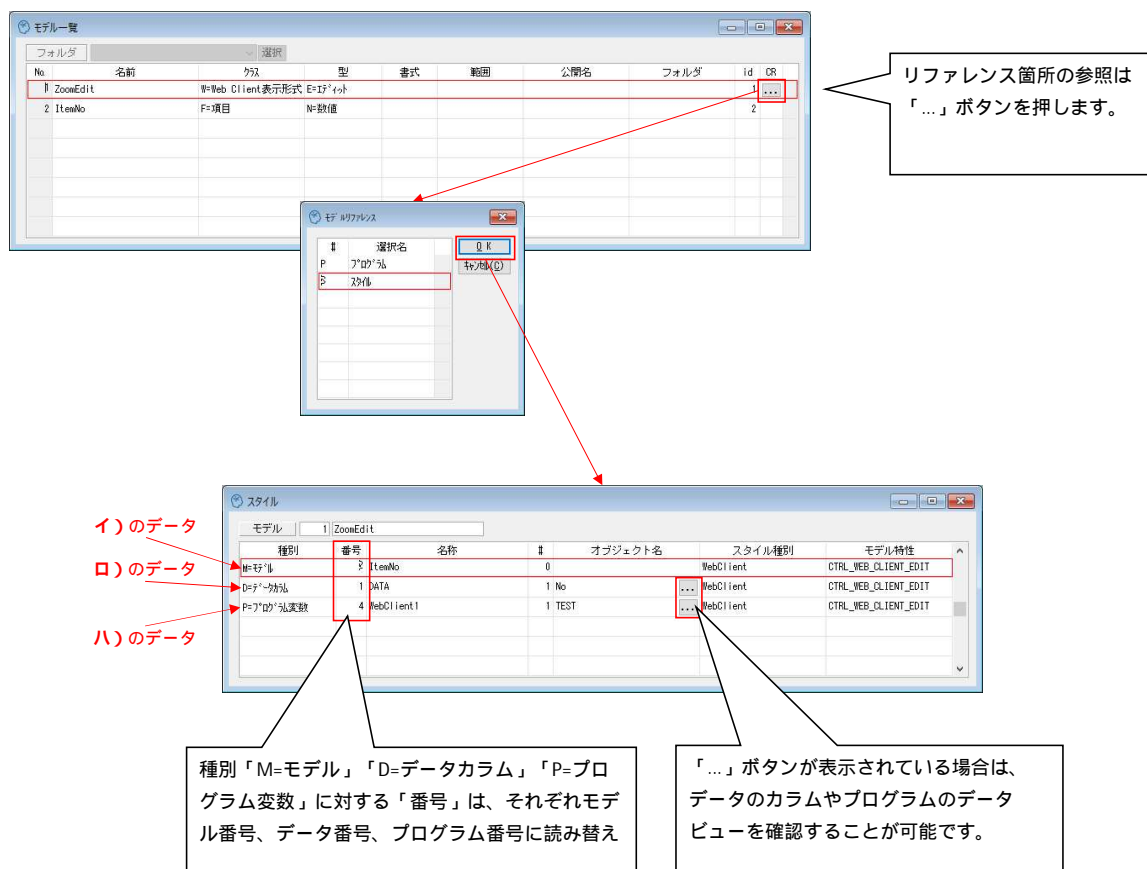 モデル一覧
フォルダ 選択
No. 名前 クラス 型 書式 範囲 公開名 フォルダ id CR
ZoomEdit W=Web Client表示形式 E=エディット 1 ...
2 ItemNo F=項目 N=数値 2
リファレンス箇所の参照は
「...」ボタンを押します。
モデルリファレンス
# 選択名 OK
P プログラム キャンセル(C)
スタイル
スタイル
モデル 1 ZoomEdit
種別 番号 名称 # オブジェクト名 スタイル種別 モデル特性
イ）のデータ
M=モデル ItemNo 0 WebClient CTRL_WEB_CLIENT_EDIT
ロ）のデータ
D=データカラム 1 DATA 1 No ... WebClient CTRL_WEB_CLIENT_EDIT
P=プログラム変数 4 WebClient1 1 TEST ... WebClient CTRL_WEB_CLIENT_EDIT
ハ）のデータ
種別「M=モデル」「D=データカラム」「P=プロ
グラム変数」に対する「番号」は、それぞれモデ
ル番号、データ番号、プログラム番号に読み替え
「...」ボタンが表示されている場合は、
データのカラムやプログラムのデータ
ビューを確認することが可能です。